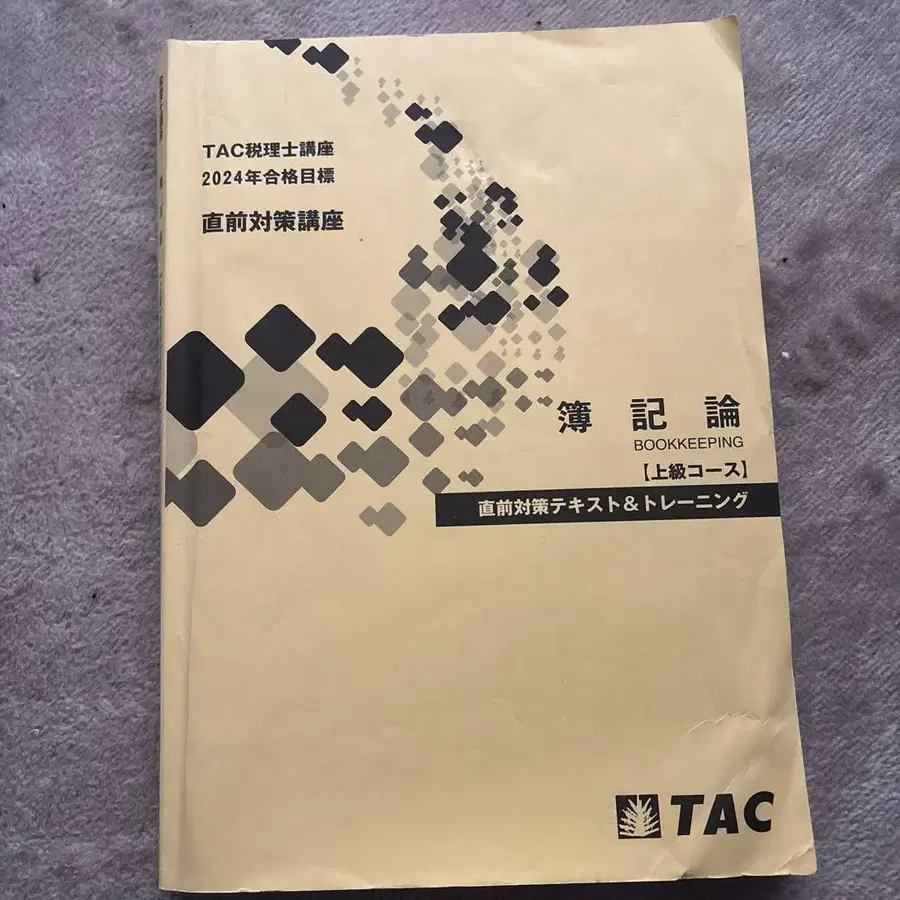 TAC税理士講座
2024年合格目標
直前対策講座
簿記論
BOOKKEEPING
【上級コース】
直前対策テキスト&トレーニング
TAC